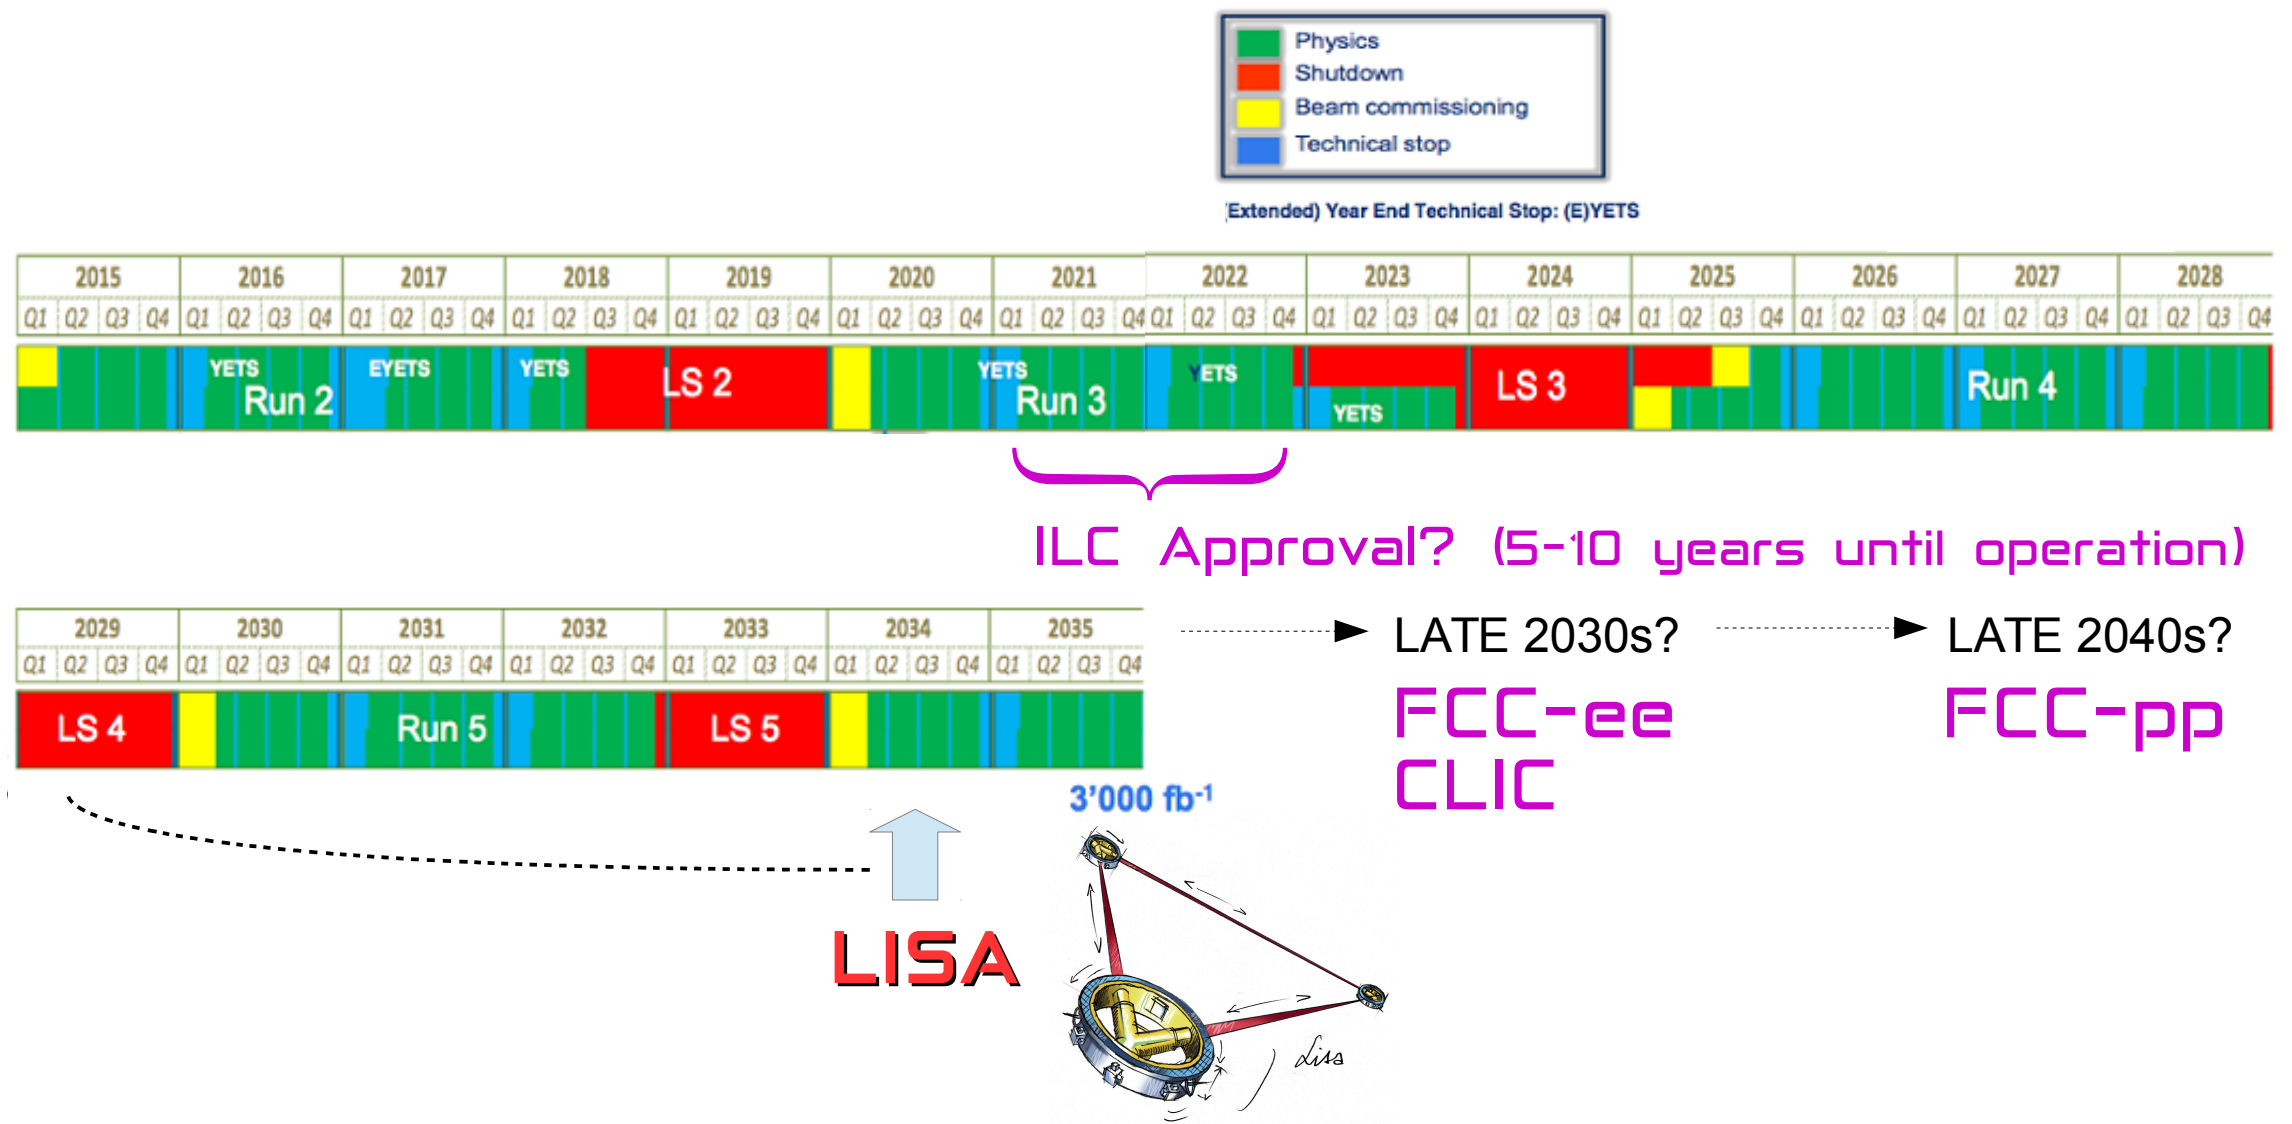 Physics
Shutdown
Beam commissioning
Technical stop
(Extended) Year End Technical Stop: (E)YETS
2015 2016 2017 2018 2019 2020 2021 2022 2023 2024 2025 2026 2027 2028
Q1 Q2 Q3 Q4 Q1 Q2 Q3 Q4 Q1 Q2 Q3 Q4 Q1 Q2 Q3 Q4 Q1 Q2 Q3 Q4 Q1 Q2 Q3 Q4 Q1 Q2 Q3 Q4 Q1 Q2 Q3 Q4 Q1 Q2 Q3 Q4 Q1 Q2 Q3 Q4 Q1 Q2 Q3 Q4 Q1 Q2 Q3 Q4 Q1 Q2 Q3 Q4 Q1 Q2 Q3 Q4
YETS EYETS YETS YETS YETS
Run 2 LS 2 Run 3 LS 3 Run 4
YETS
ILC Approval? (5-10 years until operation)
2029 2030 2031 2032 2033 2034 2035
Q1 Q2 Q3 Q4 Q1 Q2 Q3 Q4 Q1 Q2 Q3 Q4 Q1 Q2 Q3 Q4 Q1 Q2 Q3 Q4 Q1 Q2 Q3 Q4 Q1 Q2 Q3 Q4
LS 4 Run 5 LS 5
LATE 2030s? LATE 2040s?
FCC-ee FCC-pp
CLIC
3'000 fb-1
LISA
Lisa